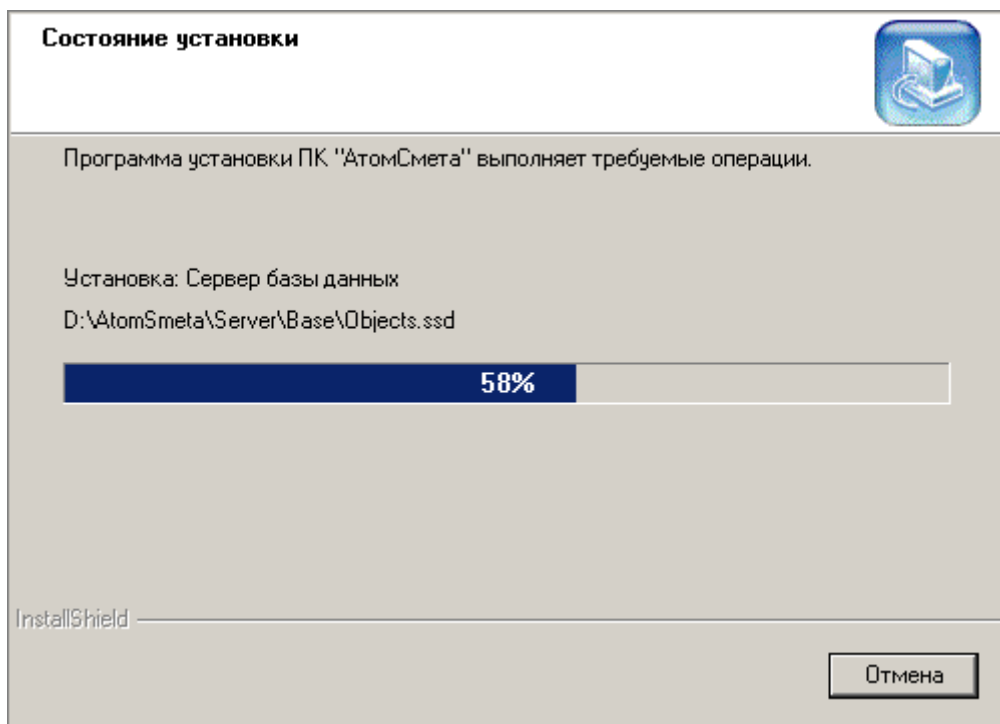 Состояние установки
Программа установки ПК "АтомСмета" выполняет требуемые операции.
Установка: Сервер базы данных
D:\AtomSmeta\Server\Base\Objects.ssd
58%
InstallShield
Отмена